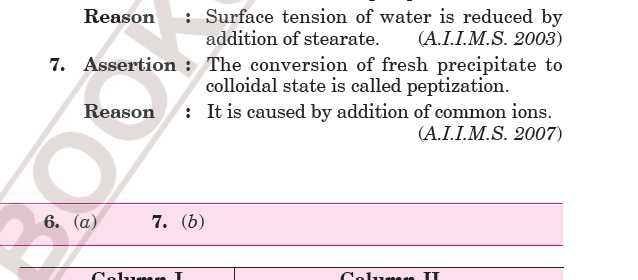 Reason : Surface tension of water is reduced by
addition of stearate. (A.I.I.M.S. 2003)
7. Assertion : The conversion of fresh precipitate to
colloidal state is called peptization.
Reason : It is caused by addition of common ions.
(A.I.I.M.S. 2007)
6. (a) 7. (b)
Column I Column II
BOOK